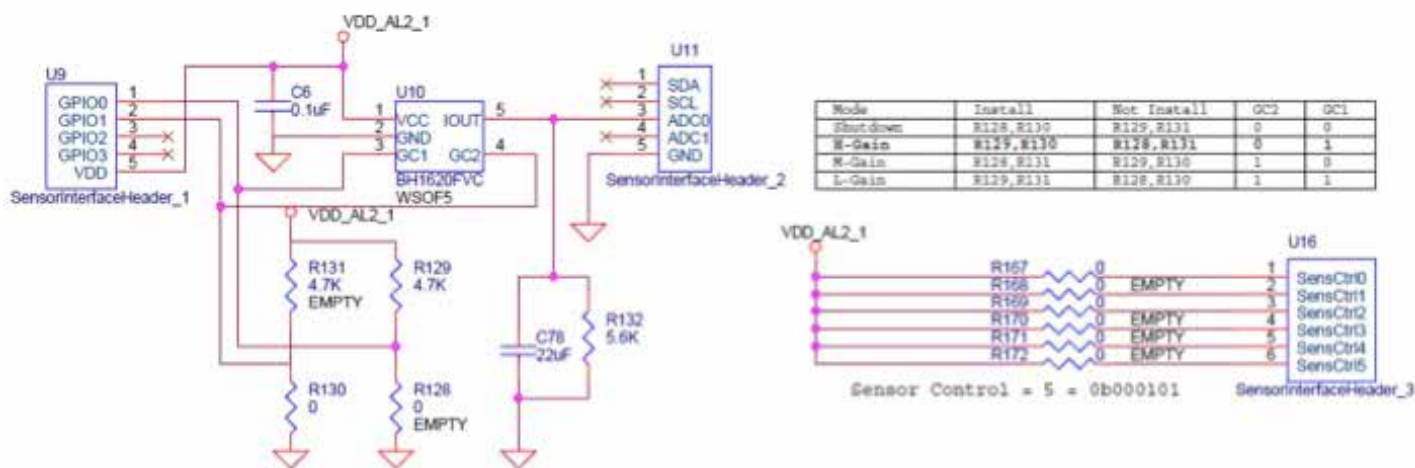 VDD_AL2_1
U9
1
GPIO0
2
GPIO1
3
GPIO2
4
GPIO3
5
VDD
SensorInterfaceHeader_1
C6
0.1uF
U10
1
VCC
2
GND
3
GC1
IOUT
5
GC2
4
BH1620FVC
WSOF5
U11
1
SDA
2
SCL
3
ADC0
4
ADC1
5
GND
SensorInterfaceHeader_2
VDD_AL2_1
R131
4.7K
EMPTY
R129
4.7K
R130
0
R128
0
EMPTY
C78
22uF
R132
5.6K
Mode Install Not Install GC2 GC1
Shutdown R128,R130 R129,R131 0 0
H-Gain R129,R130 R128,R131 0 1
M-Gain R128,R131 R129,R130 1 0
L-Gain R129,R131 R128,R130 1 1
VDD_AL2_1
U16
R167 0 1 SensCtrl0
R168 0 EMPTY 2 SensCtrl1
R169 0 3 SensCtrl2
R170 0 EMPTY 4 SensCtrl3
R171 0 EMPTY 5 SensCtrl4
R172 0 EMPTY 6 SensCtrl5
Sensor Control = 5 = 0b000101
SensorInterfaceHeader_3